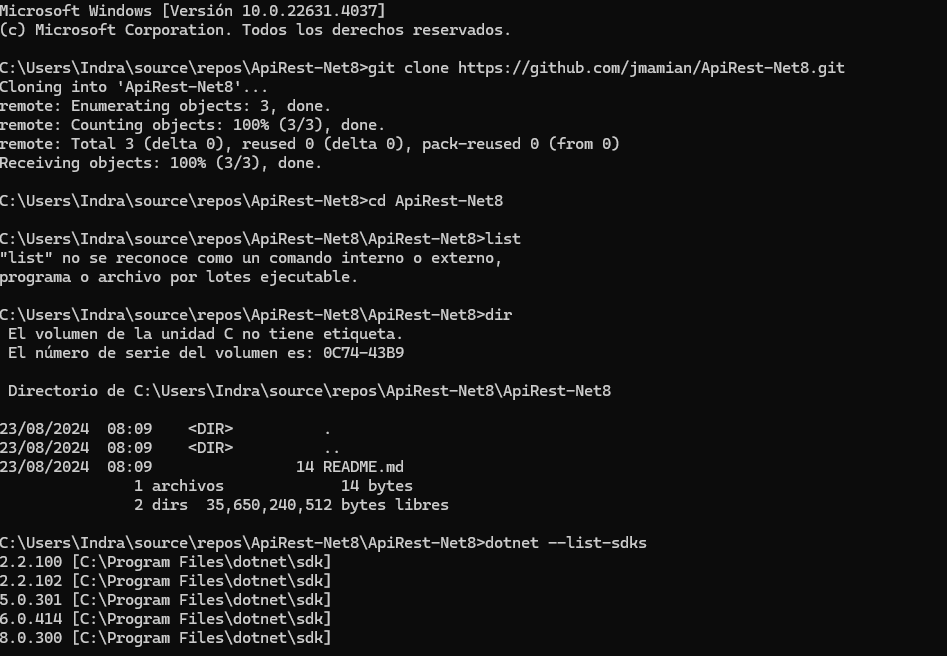 Microsoft Windows [Versión 10.0.22631.4037]
(c) Microsoft Corporation. Todos los derechos reservados.
C:\Users\Indra\source\repos\ApiRest-Net8>git clone https://github.com/jmamian/ApiRest-Net8.git
Cloning into 'ApiRest-Net8'...
remote: Enumerating objects: 3, done.
remote: Counting objects: 100% (3/3), done.
remote: Total 3 (delta 0), reused 0 (delta 0), pack-reused 0 (from 0)
Receiving objects: 100% (3/3), done.
C:\Users\Indra\source\repos\ApiRest-Net8>cd ApiRest-Net8
C:\Users\Indra\source\repos\ApiRest-Net8\ApiRest-Net8>list
"list" no se reconoce como un comando interno o externo,
programa o archivo por lotes ejecutable.
C:\Users\Indra\source\repos\ApiRest-Net8\ApiRest-Net8>dir
El volumen de la unidad C no tiene etiqueta.
El número de serie del volumen es: 0C74-43B9
Directorio de C:\Users\Indra\source\repos\ApiRest-Net8\ApiRest-Net8
23/08/2024  08:09    <DIR>          .
23/08/2024  08:09    <DIR>          ..
23/08/2024  08:09                14 README.md
1 archivos             14 bytes
2 dirs  35,650,240,512 bytes libres
C:\Users\Indra\source\repos\ApiRest-Net8\ApiRest-Net8>dotnet --list-sdks
2.2.100 [C:\Program Files\dotnet\sdk]
2.2.102 [C:\Program Files\dotnet\sdk]
5.0.301 [C:\Program Files\dotnet\sdk]
6.0.414 [C:\Program Files\dotnet\sdk]
8.0.300 [C:\Program Files\dotnet\sdk]